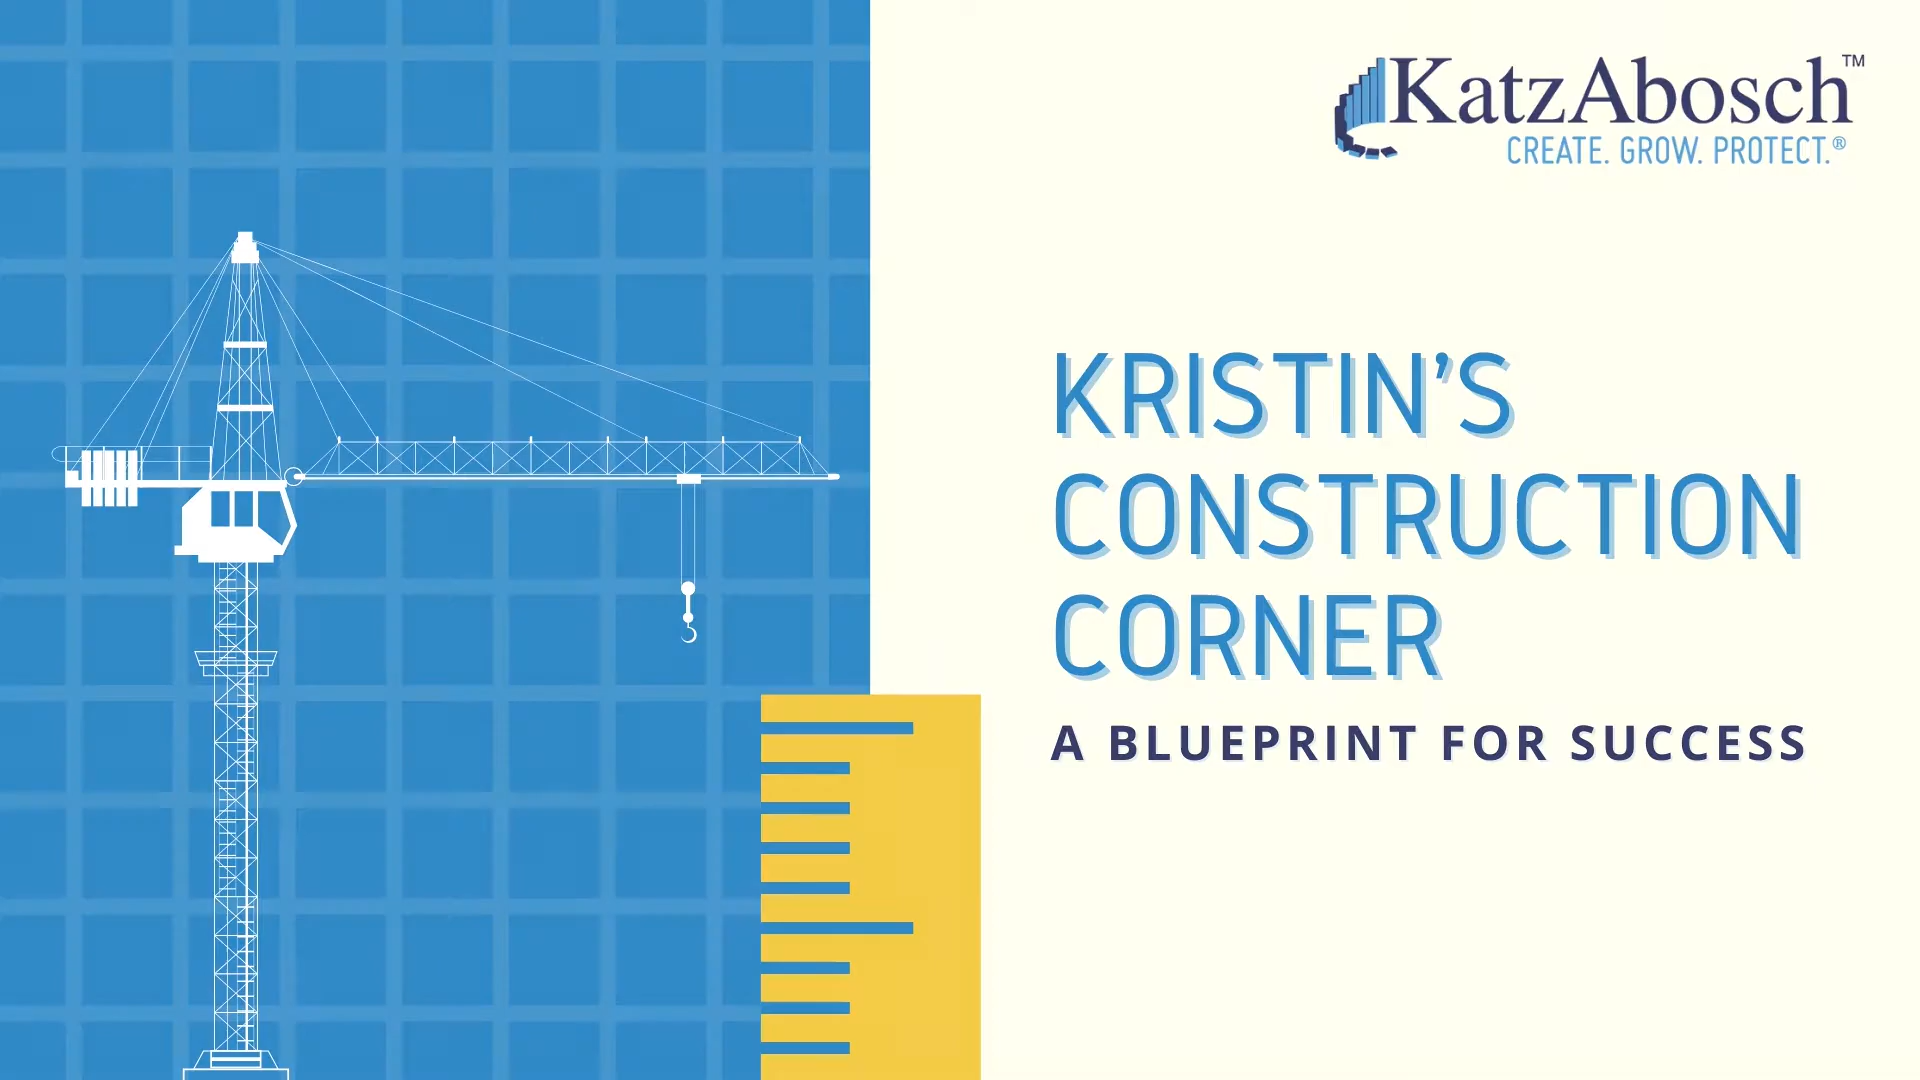 KatzAbosch™
CREATE. GROW. PROTECT.®
KRISTIN’S
CONSTRUCTION
CORNER
A BLUEPRINT FOR SUCCESS